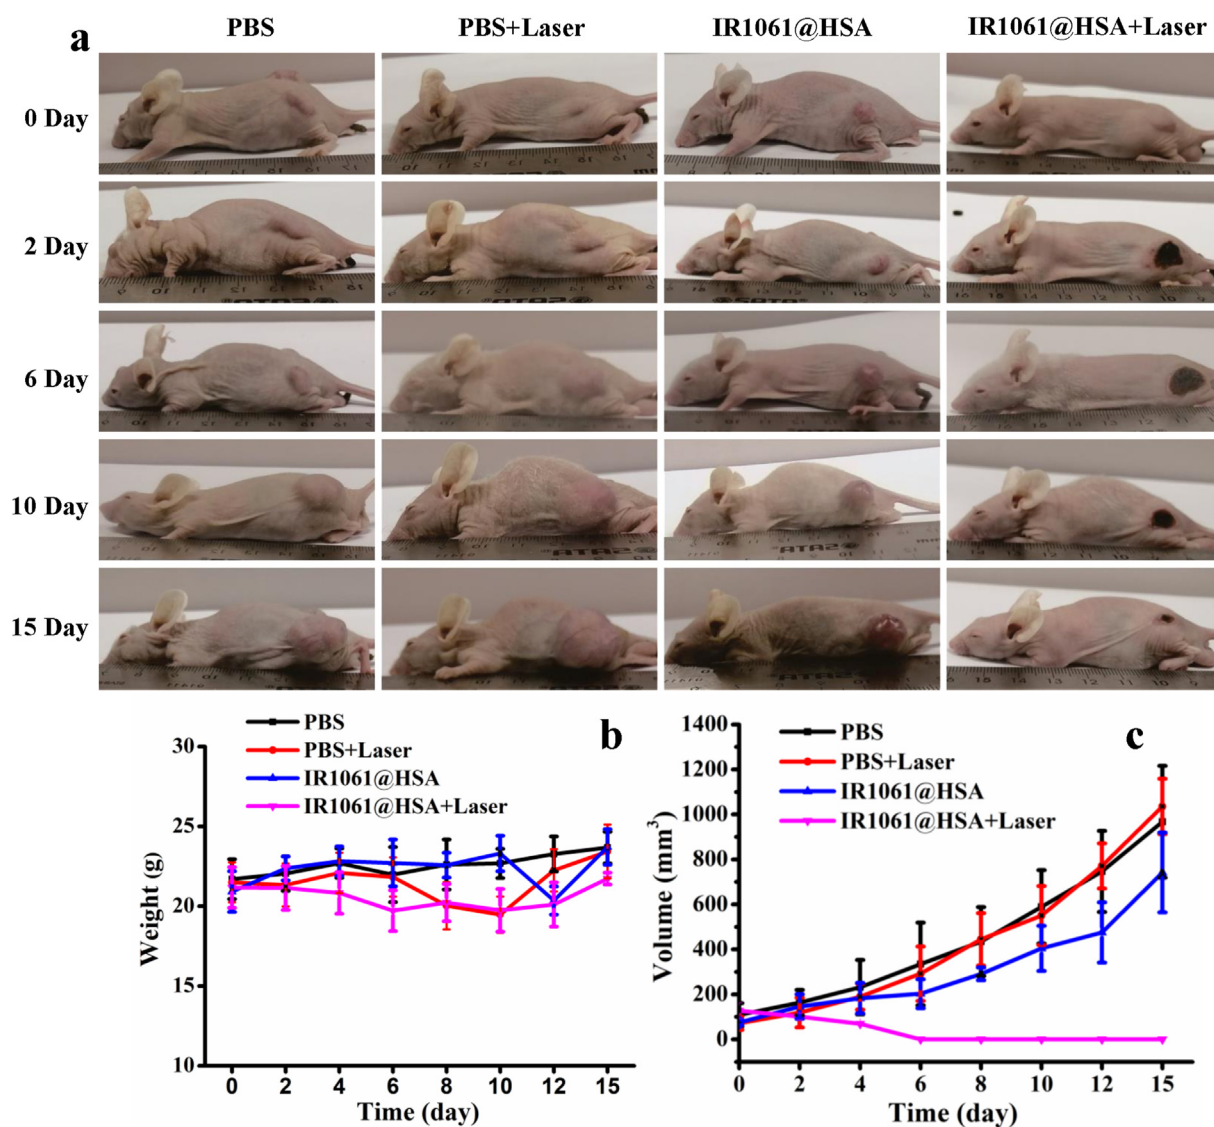 a
PBS
PBS+Laser
IR1061@HSA
IR1061@HSA+Laser
0 Day
2 Day
6 Day
10 Day
15 Day
b
PBS
PBS+Laser
IR1061@HSA
IR1061@HSA+Laser
30
25
20
15
10
Weight (g)
0 2 4 6 8 10 12 15
Time (day)
c
PBS
PBS+Laser
IR1061@HSA
IR1061@HSA+Laser
1400
1200
1000
800
600
400
200
0
Volume (mm³)
0 2 4 6 8 10 12 15
Time (day)